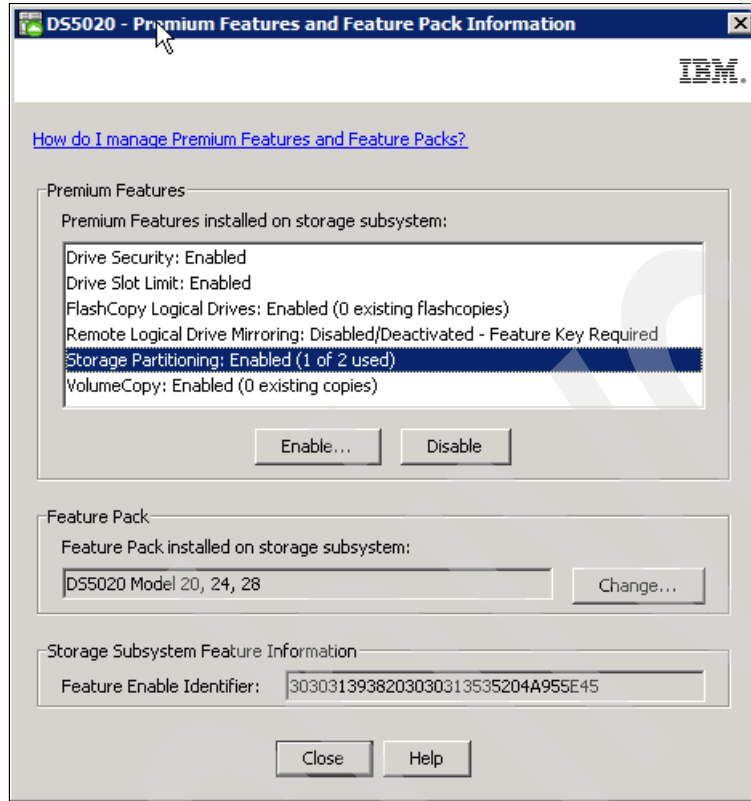 DS5020 - Premium Features and Feature Pack Information
IBM.
How do I manage Premium Features and Feature Packs?
Premium Features
Premium Features installed on storage subsystem:
Drive Security: Enabled
Drive Slot Limit: Enabled
FlashCopy Logical Drives: Enabled (0 existing flashcopies)
Remote Logical Drive Mirroring: Disabled/Deactivated - Feature Key Required
Storage Partitioning: Enabled (1 of 2 used)
VolumeCopy: Enabled (0 existing copies)
Enable... Disable
Feature Pack
Feature Pack installed on storage subsystem:
DS5020 Model 20, 24, 28
Change...
Storage Subsystem Feature Information
Feature Enable Identifier: 30303139382030303135352​04A955E45
Close Help